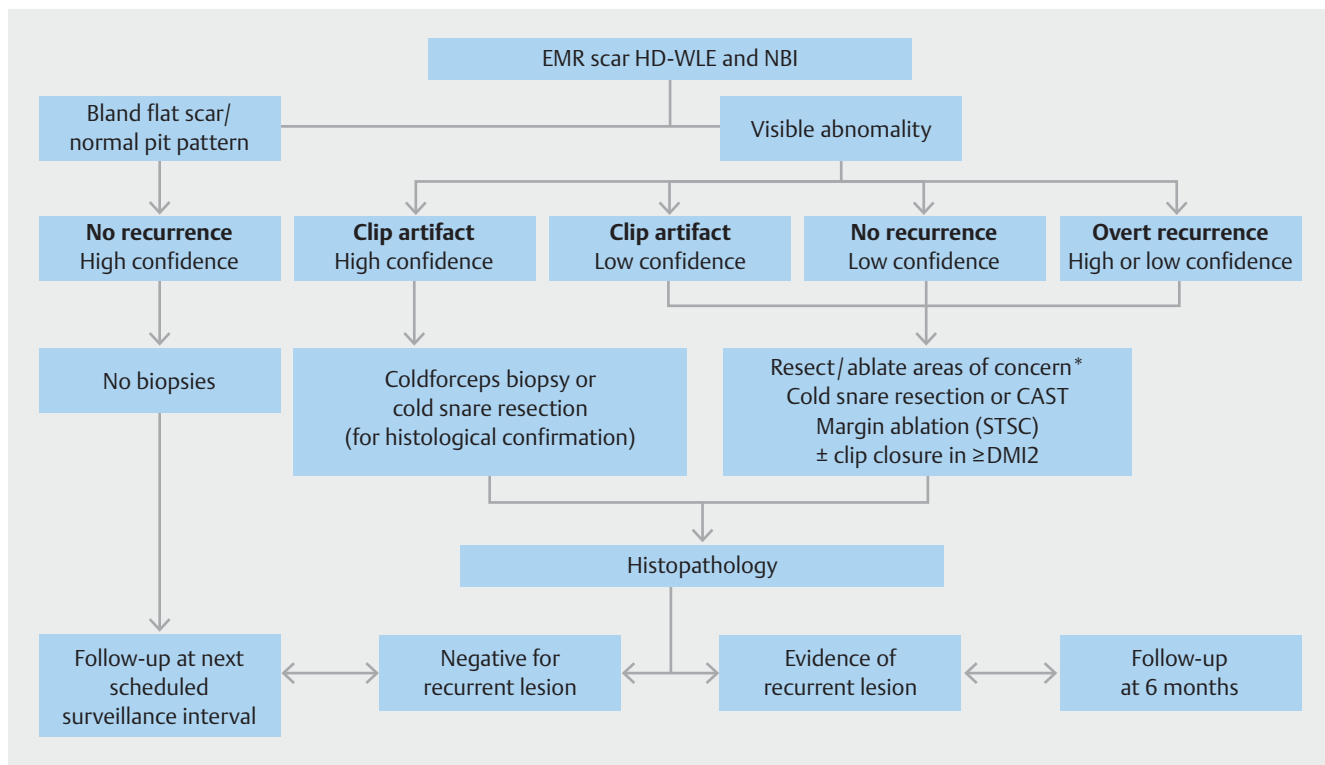 EMR scar HD-WLE and NBI
Bland flat scar/
normal pit pattern
Visible abnomality
No recurrence
High confidence
Clip artifact
High confidence
Clip artifact
Low confidence
No recurrence
Low confidence
Overt recurrence
High or low confidence
No biopsies
Coldforceps biopsy or
cold snare resection
(for histological confirmation)
Resect/ablate areas of concern*
Cold snare resection or CAST
Margin ablation (STSC)
± clip closure in ≥DMI2
Histopathology
Follow-up at next
scheduled
surveillance interval
Negative for
recurrent lesion
Evidence of
recurrent lesion
Follow-up
at 6 months